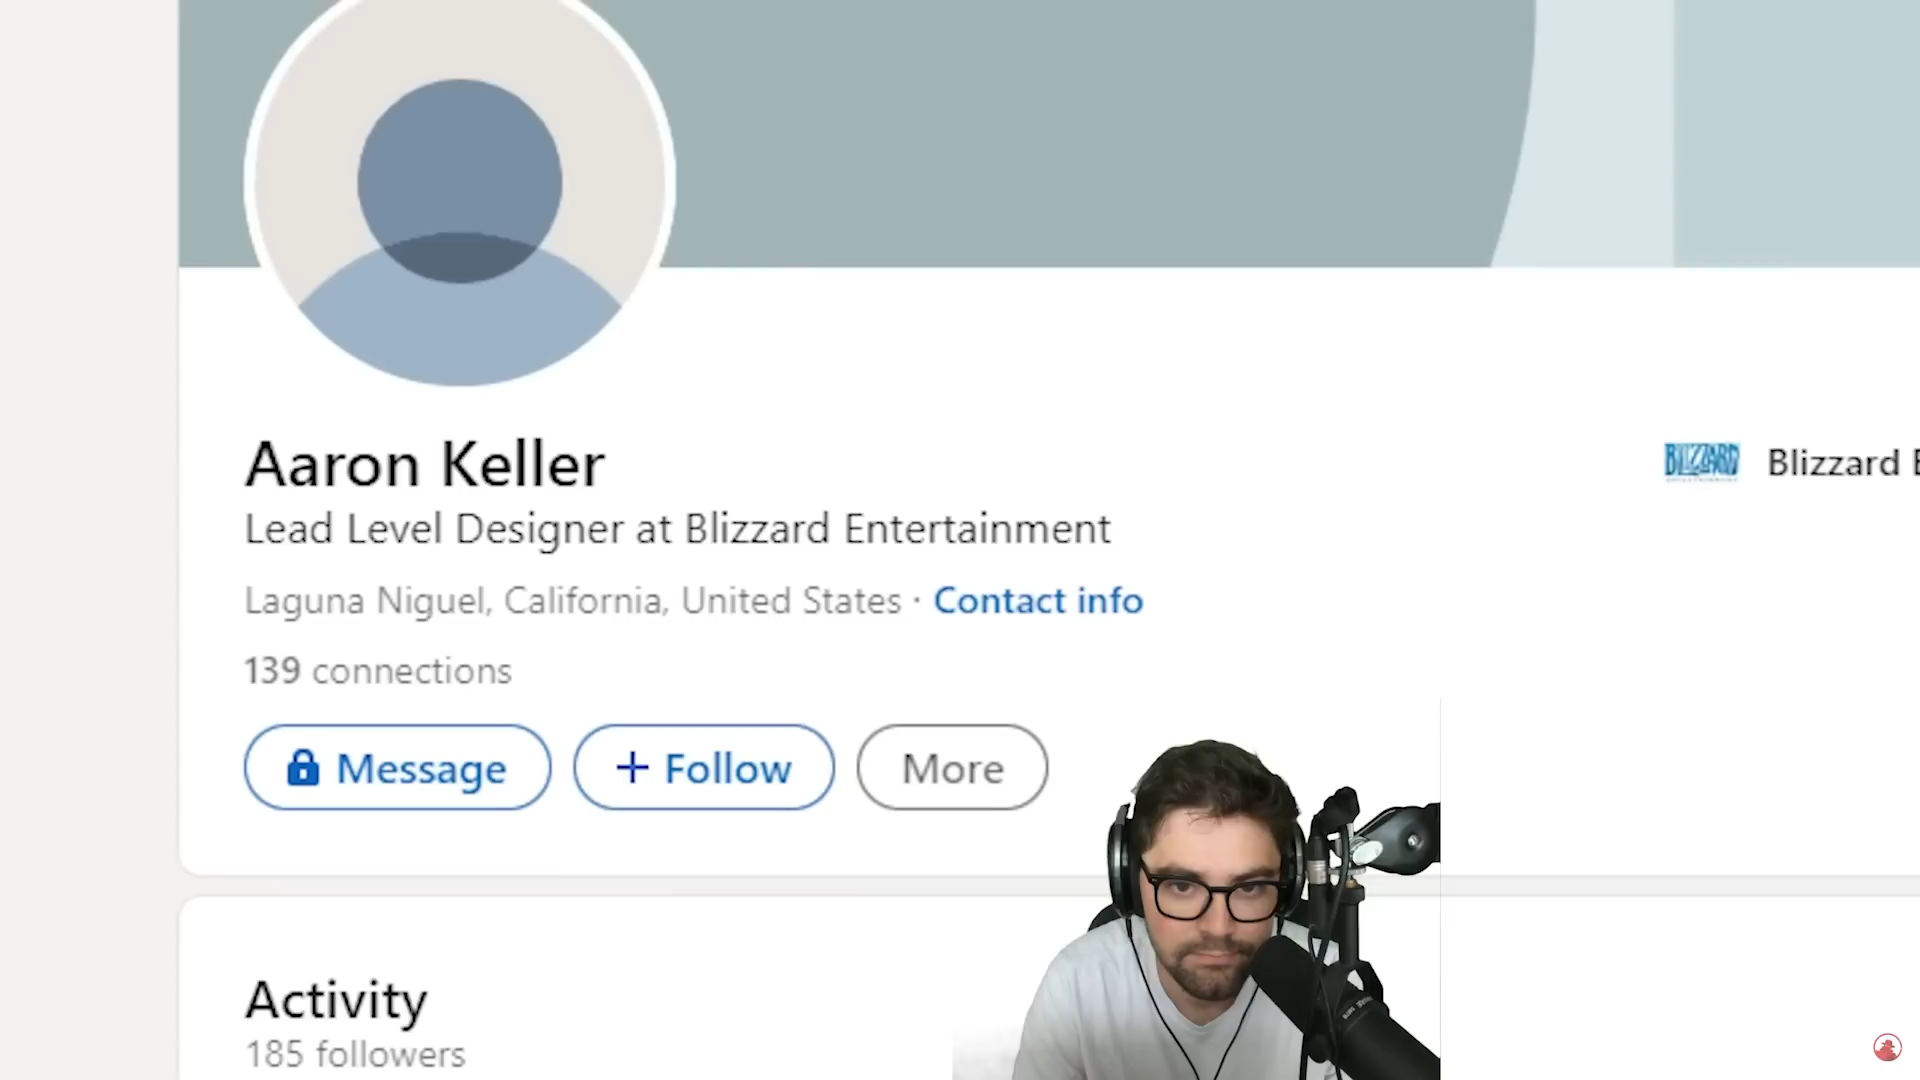 Aaron Keller
Lead Level Designer at Blizzard Entertainment
BLIZZARD
Blizzard E
Laguna Niguel, California, United States · Contact info
139 connections
Message
+ Follow
More
Activity
185 followers